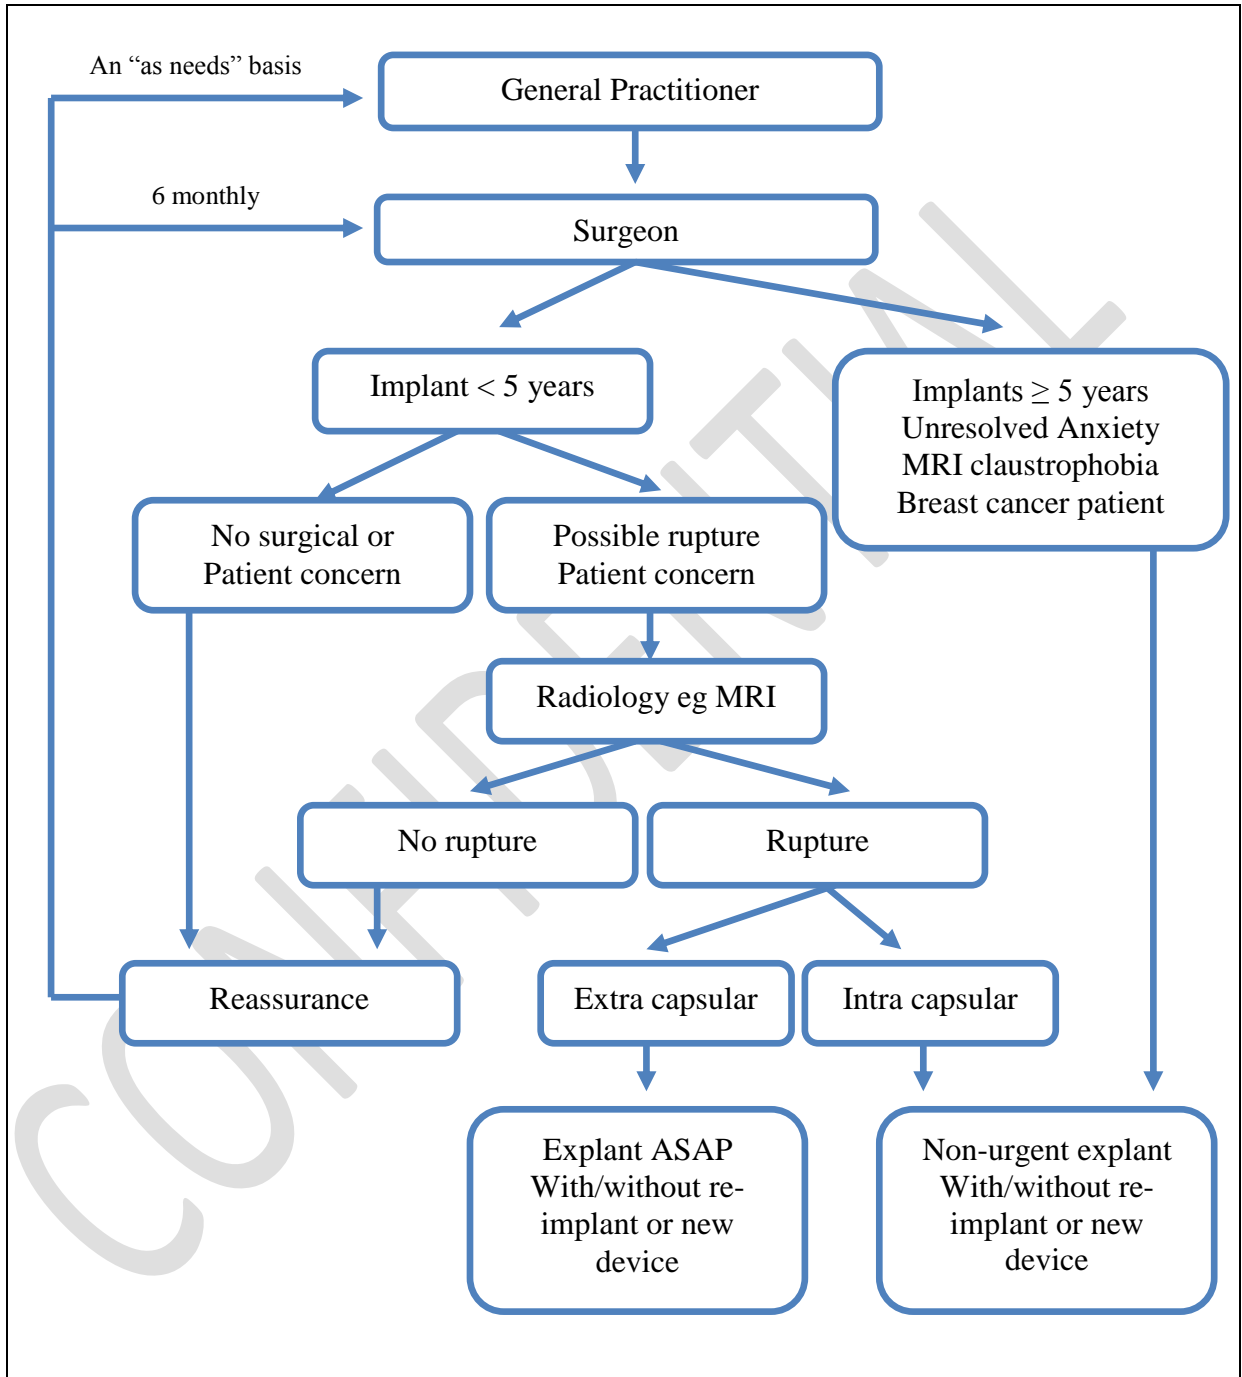 An “as needs” basis
General Practitioner
6 monthly
Surgeon
Implant < 5 years
Implants ≥ 5 years
Unresolved Anxiety
MRI claustrophobia
Breast cancer patient
No surgical or
Patient concern
Possible rupture
Patient concern
Radiology eg MRI
No rupture
Rupture
Reassurance
Extra capsular
Intra capsular
Explant ASAP
With/without re-
implant or new
device
Non-urgent explant
With/without re-
implant or new
device
CONFIDENTIAL